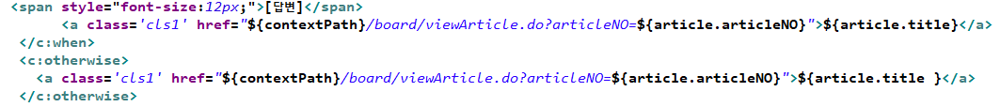 <span style="font-size:12px;">[답변]</span>
<a class='cls1' href="${contextPath}/board/viewArticle.do?articleNO=${article.articleNO}">${article.title}</a>
</c:when>
<c:otherwise>
<a class='cls1' href="${contextPath}/board/viewArticle.do?articleNO=${article.articleNO}">${article.title }</a>
</c:otherwise>